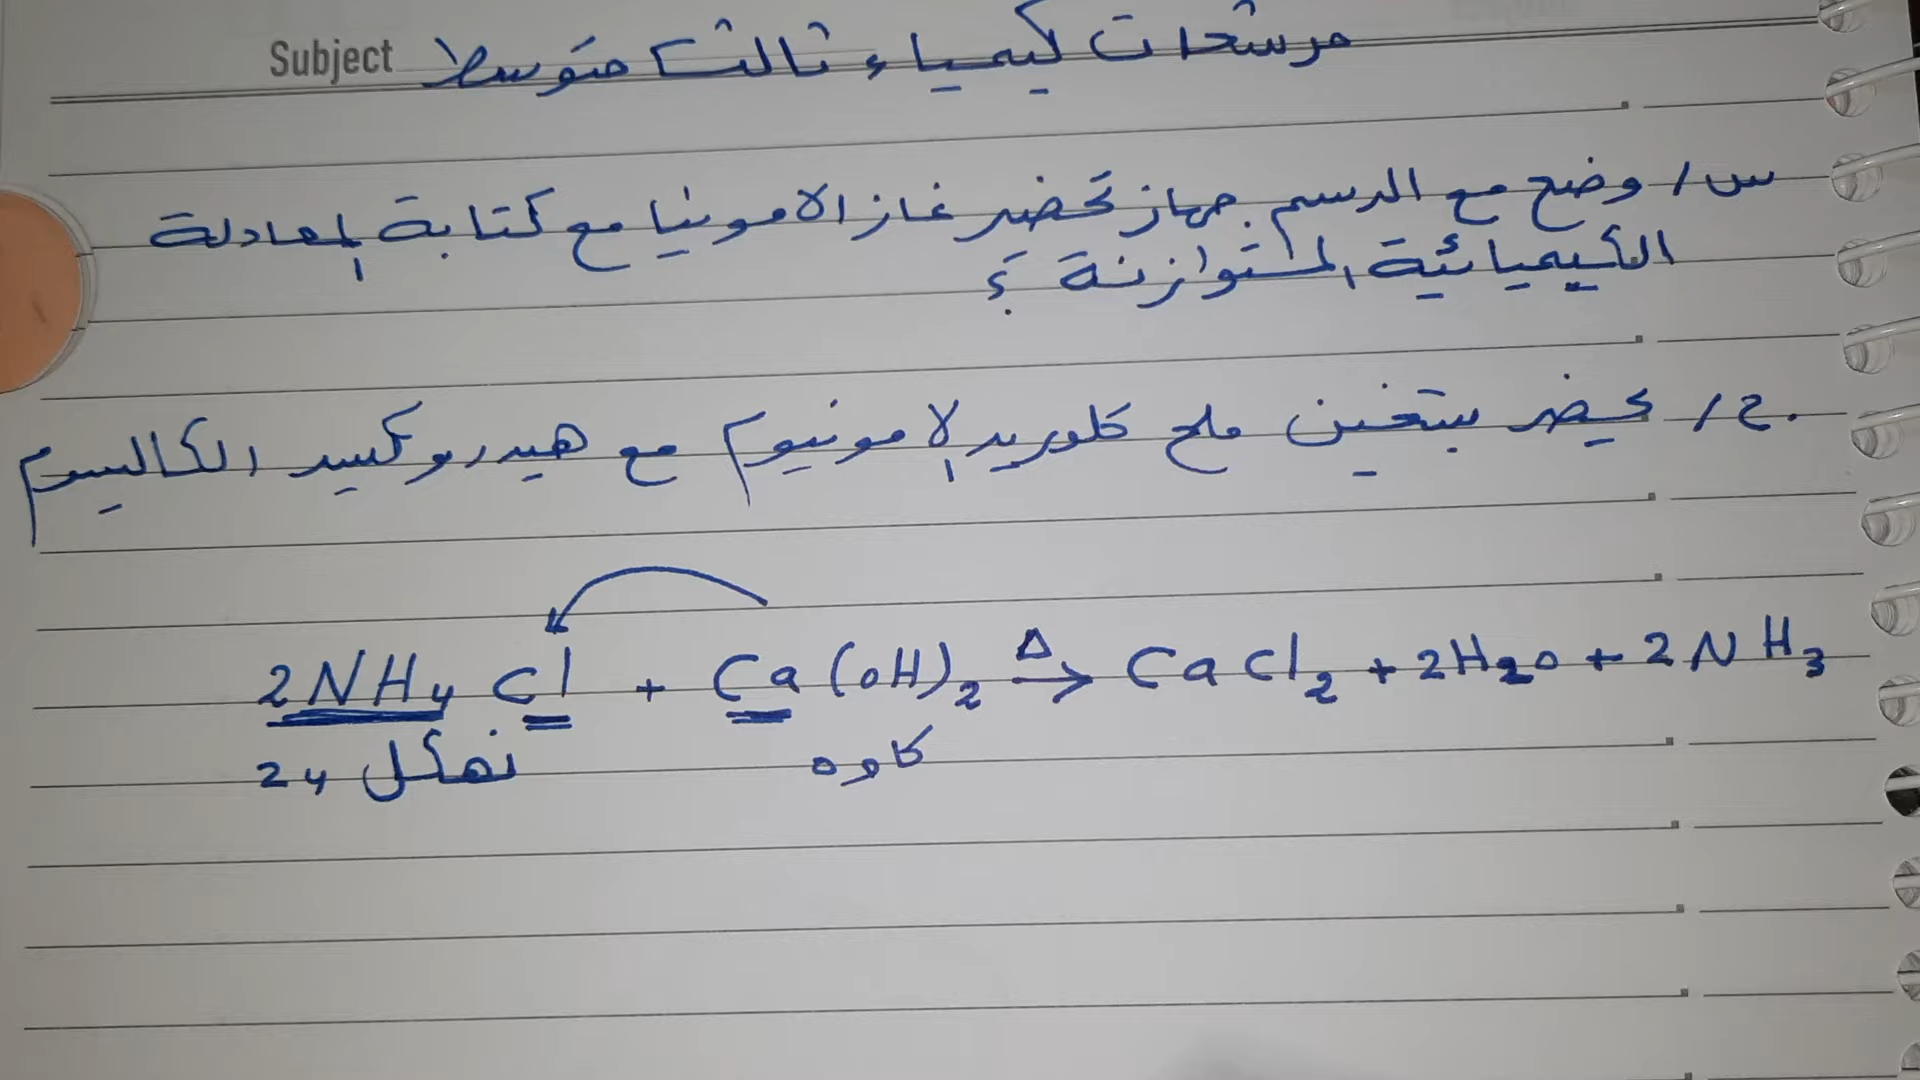 Subject مرشحات كيمياء ثالث متوسط
س/ وضح مع الرسم جهاز تحضير غاز الامونيا مع كتابة المعادلة
الكيميائية المتوازنة ؟
ج/ يحضر بتسخين ملح كلوريد الامونيوم مع هيدروكسيد الكالسيوم
2NH4Cl + Ca(OH)2 Δ→ CaCl2 + 2H2O + 2NH3
نهكل 24 كاوه